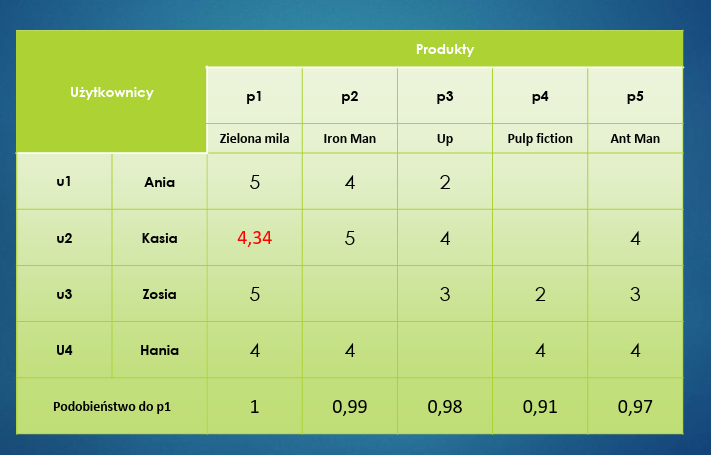 Produkty
Użytkownicy
p1 p2 p3 p4 p5
Zielona mila Iron Man Up Pulp fiction Ant Man
u1 Ania 5 4 2
u2 Kasia 4,34 5 4 4
u3 Zosia 5 3 2 3
U4 Hania 4 4 4 4
Podobieństwo do p1 1 0,99 0,98 0,91 0,97